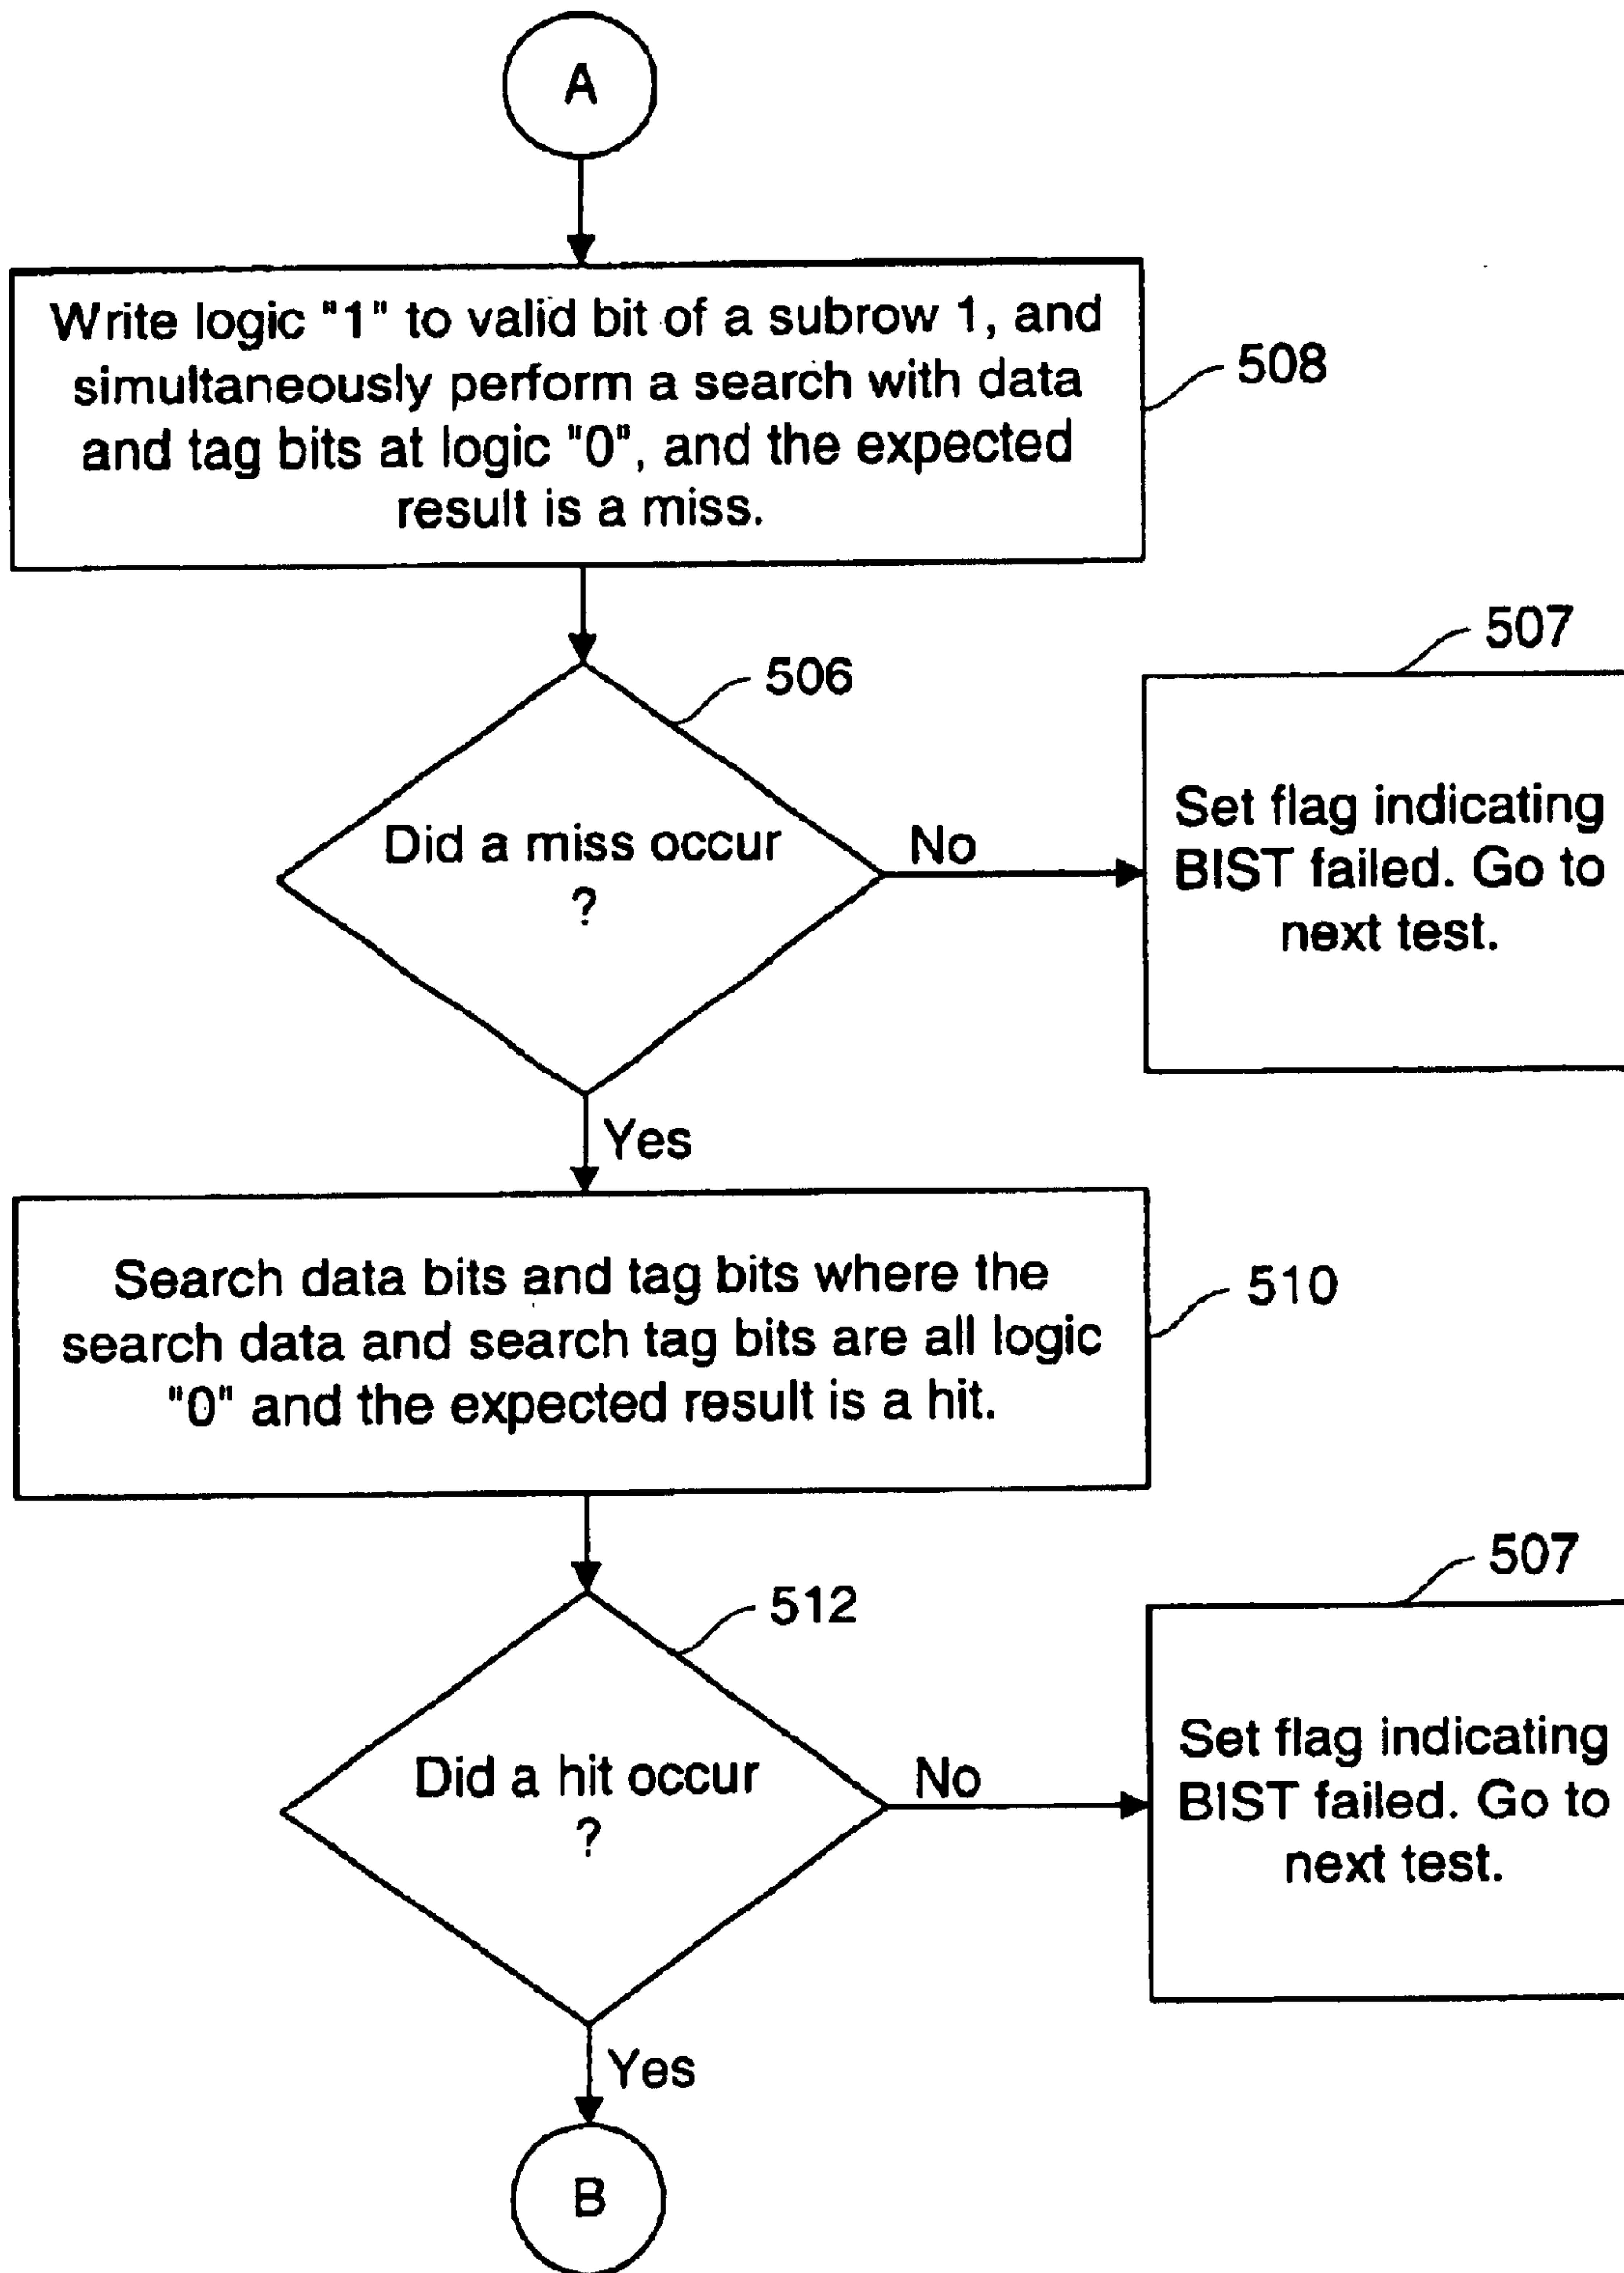 A
Write logic "1" to valid bit of a subrow 1, and
simultaneously perform a search with data
and tag bits at logic "0", and the expected
result is a miss.
508
506
Did a miss occur
?
No
507
Set flag indicating
BIST failed. Go to
next test.
Yes
Search data bits and tag bits where the
search data and search tag bits are all logic
"0" and the expected result is a hit.
510
512
Did a hit occur
?
No
507
Set flag indicating
BIST failed. Go to
next test.
Yes
B